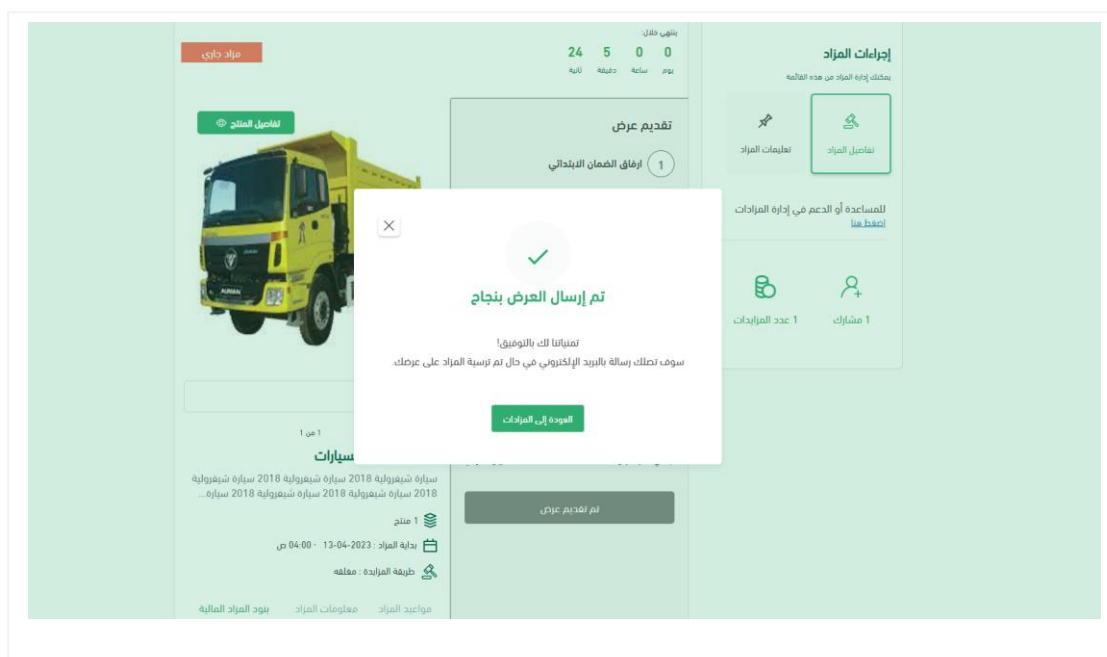 إجراءات المزاد
يمكنك إدارة المزاد من هذه القائمة
تفاصيل المزاد
تعليمات المزاد
للمساعدة أو الدعم في إدارة المزادات
اضغط هنا
1 مشارك
1 عدد المزايدات
ينتهي خلال:
0 0 5 24
يوم ساعة دقيقة ثانية
مزاد جاري
تقديم عرض
1 ارفاق الضمان الابتدائي
تفاصيل المنتج
تم إرسال العرض بنجاح
تمنياتنا لك بالتوفيق!
سوف تصلك رسالة بالبريد الإلكتروني في حال تم ترسية المزاد على عرضك.
العودة إلى المزادات
تم تقديم عرض
1 من 1
سيارات
سيارة شيفرولية 2018 سيارة شيفرولية 2018 سيارة شيفرولية
2018 سيارة شيفرولية 2018 سيارة شيفرولية 2018 سيارة...
1 منتج
بداية المزاد : 2023-04-13 - 04:00 ص
طريقة المزايدة : مغلقه
مواعيد المزاد
معلومات المزاد
بنود المزاد المالية